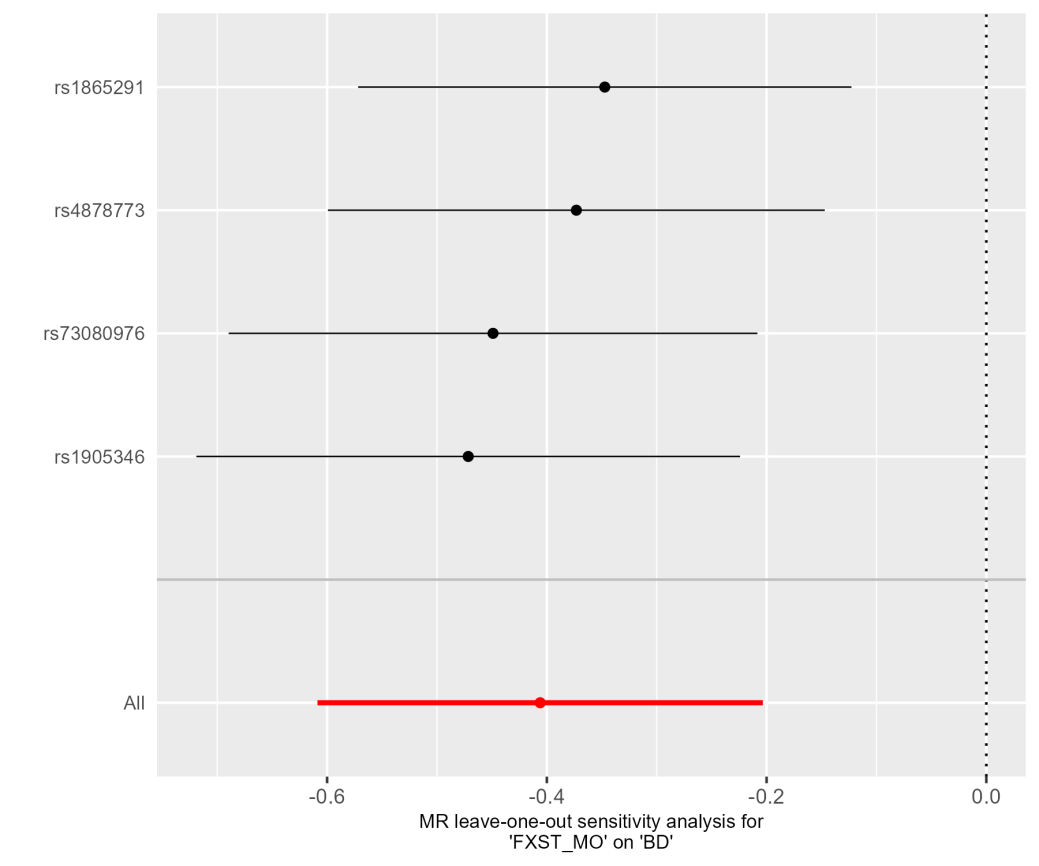 rs1865291
rs4878773
rs73080976
rs1905346
All
-0.6 -0.4 -0.2 0.0
MR leave-one-out sensitivity analysis for
'FXST_MO' on 'BD'